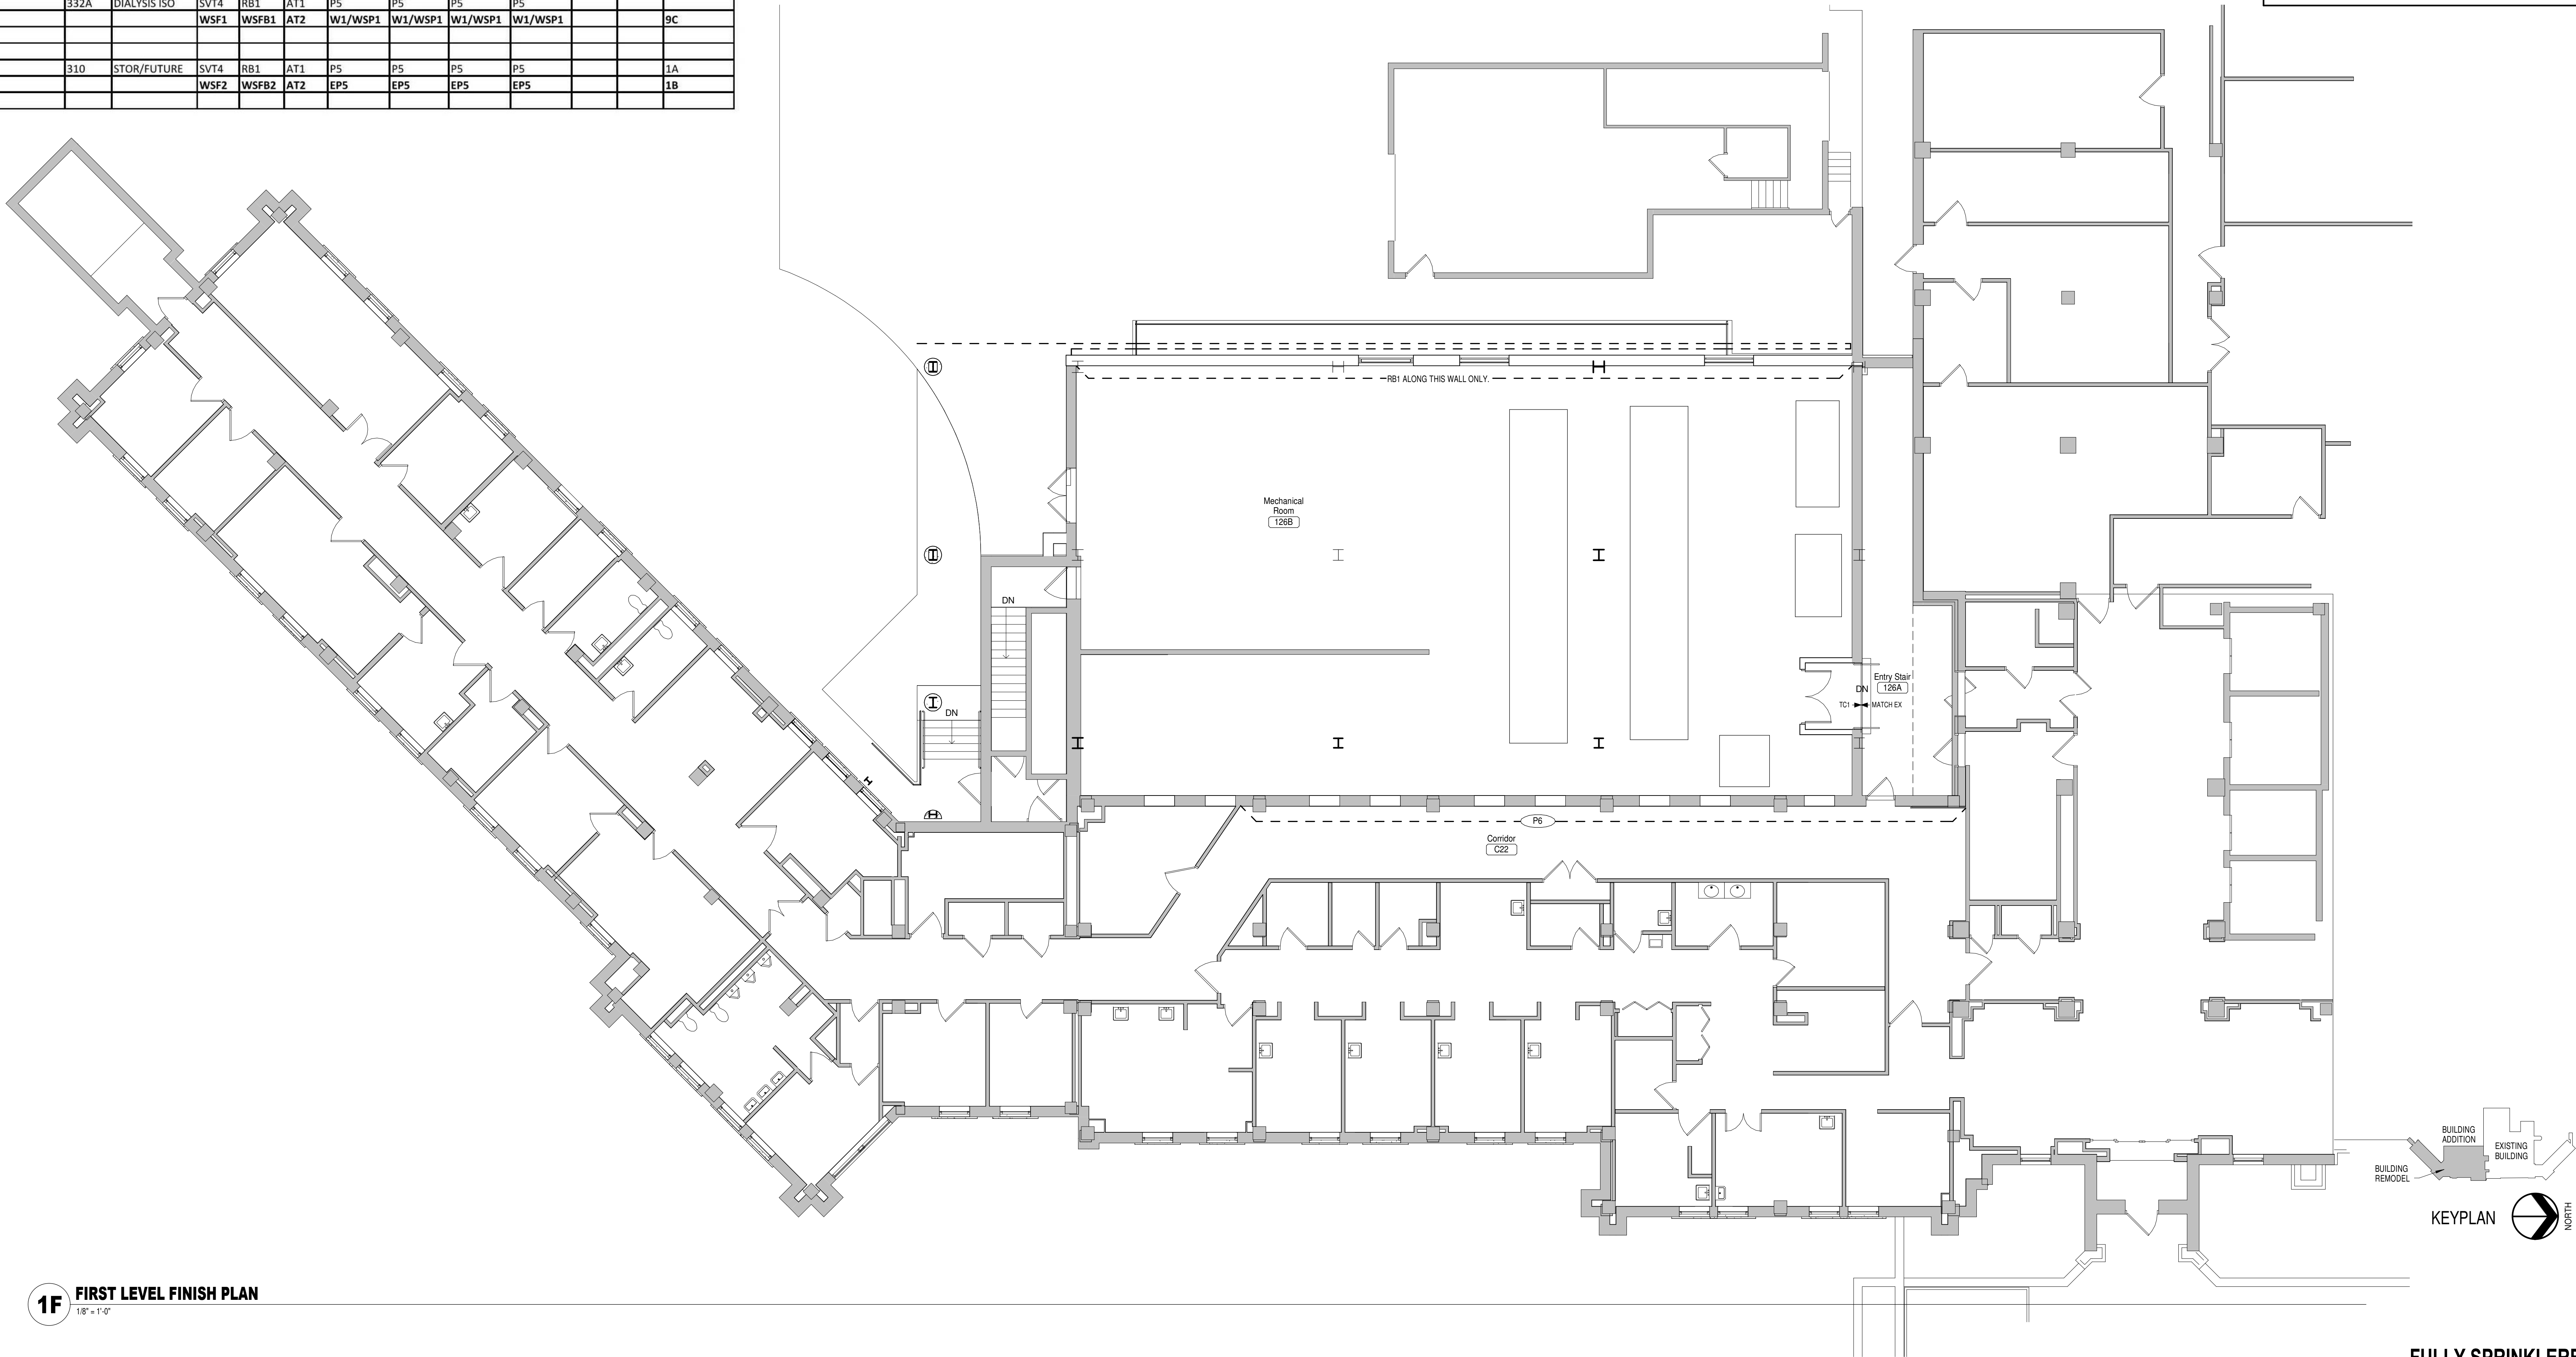 332A DIALYSIS ISO SVT4 RB1 AT1 P5 P5 P5 P5
WSF1 WSFB1 AT2 W1/WSP1 W1/WSP1 W1/WSP1 W1/WSP1 9C
310 STOR/FUTURE SVT4 RB1 AT1 P5 P5 P5 P5 1A
WSF2 WSFB2 AT2 EP5 EP5 EP5 EP5 1B
RB1 ALONG THIS WALL ONLY.
Mechanical
Room
126B
DN
Entry Stair
126A
DN
TC1 MATCH EX
DN
P6
Corridor
C22
BUILDING
ADDITION
EXISTING
BUILDING
BUILDING
REMODEL
KEYPLAN
NORTH
1F
FIRST LEVEL FINISH PLAN
1/8" = 1'-0"